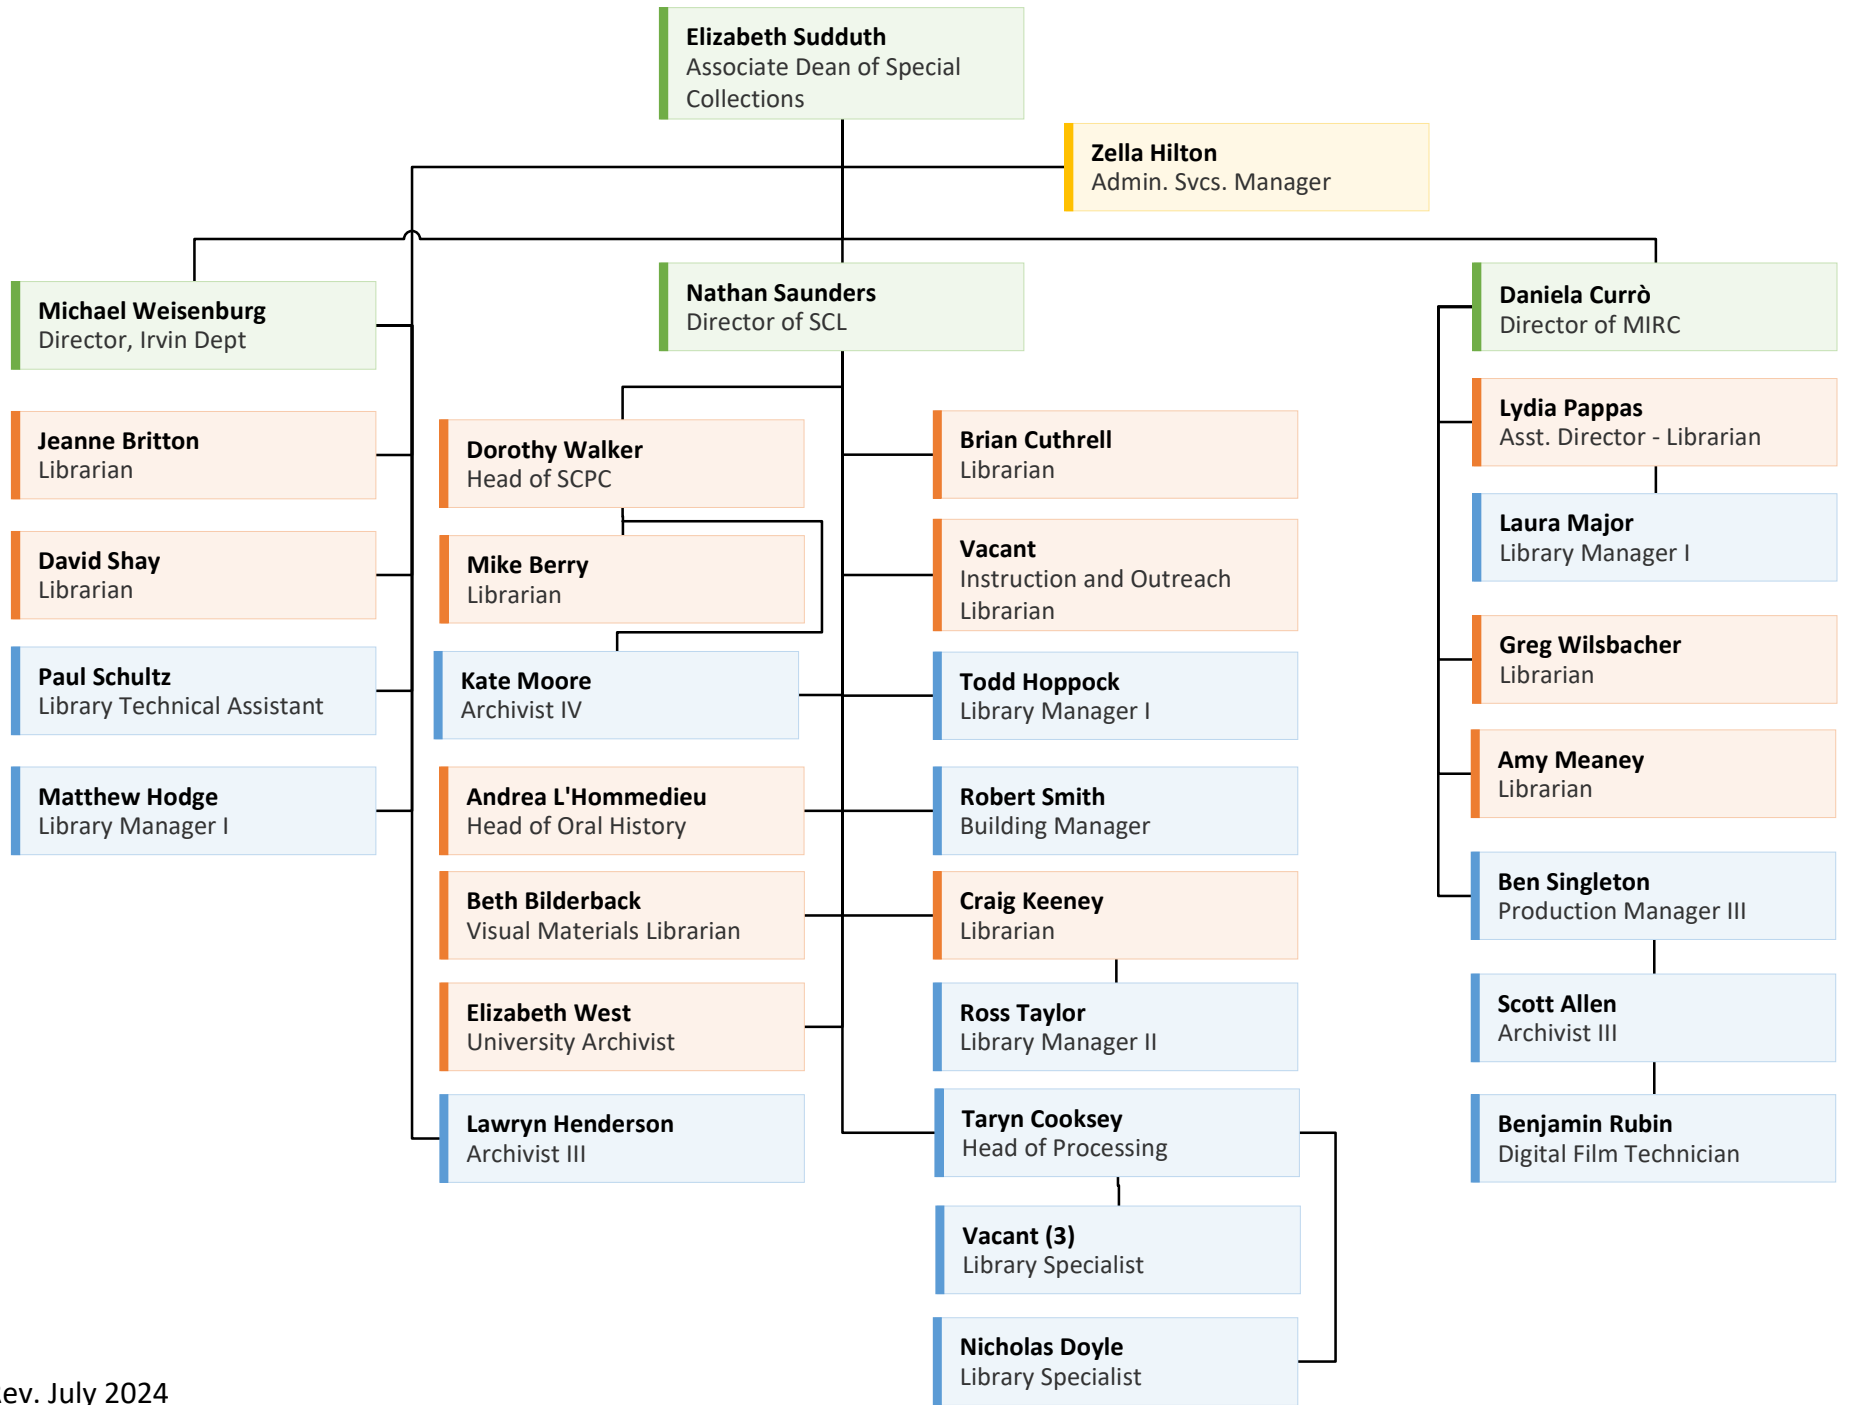 Elizabeth Sudduth
Associate Dean of Special
Collections
Zella Hilton
Admin. Svcs. Manager
Michael Weisenburg
Director, Irvin Dept
Nathan Saunders
Director of SCL
Daniela Currò
Director of MIRC
Jeanne Britton
Librarian
David Shay
Librarian
Paul Schultz
Library Technical Assistant
Matthew Hodge
Library Manager I
Dorothy Walker
Head of SCPC
Mike Berry
Librarian
Kate Moore
Archivist IV
Andrea L'Hommedieu
Head of Oral History
Beth Bilderback
Visual Materials Librarian
Elizabeth West
University Archivist
Lawryn Henderson
Archivist III
Brian Cuthrell
Librarian
Vacant
Instruction and Outreach
Librarian
Todd Hoppock
Library Manager I
Robert Smith
Building Manager
Craig Keeney
Librarian
Ross Taylor
Library Manager II
Taryn Cooksey
Head of Processing
Vacant (3)
Library Specialist
Nicholas Doyle
Library Specialist
Lydia Pappas
Asst. Director - Librarian
Laura Major
Library Manager I
Greg Wilsbacher
Librarian
Amy Meaney
Librarian
Ben Singleton
Production Manager III
Scott Allen
Archivist III
Benjamin Rubin
Digital Film Technician
July 2024